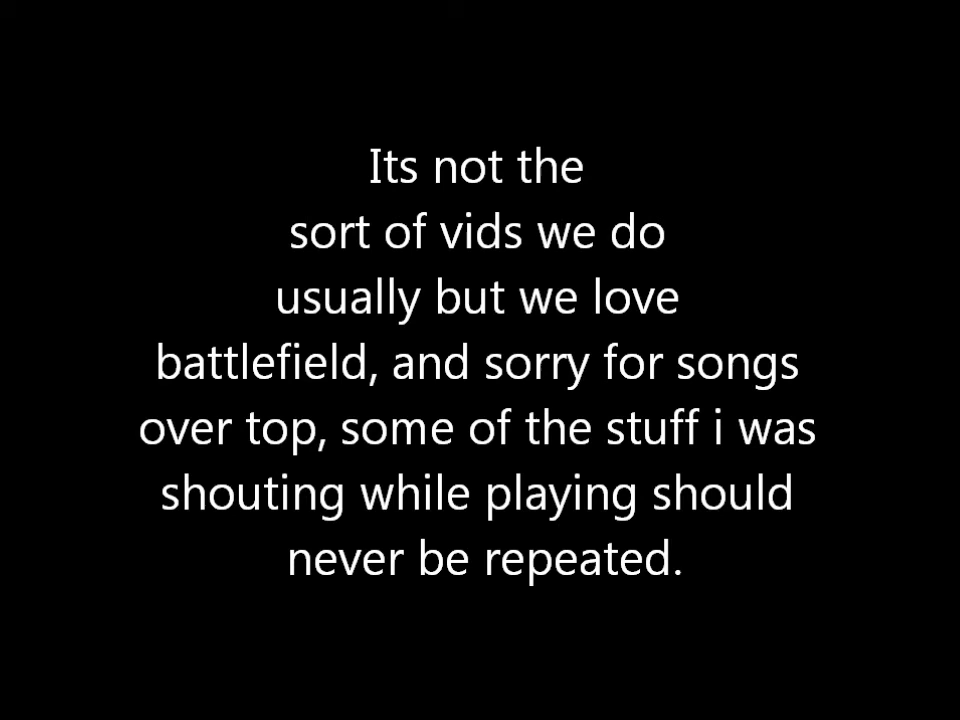 Its not the
sort of vids we do
usually but we love
battlefield, and sorry for songs
over top, some of the stuff i was
shouting while playing should
never be repeated.